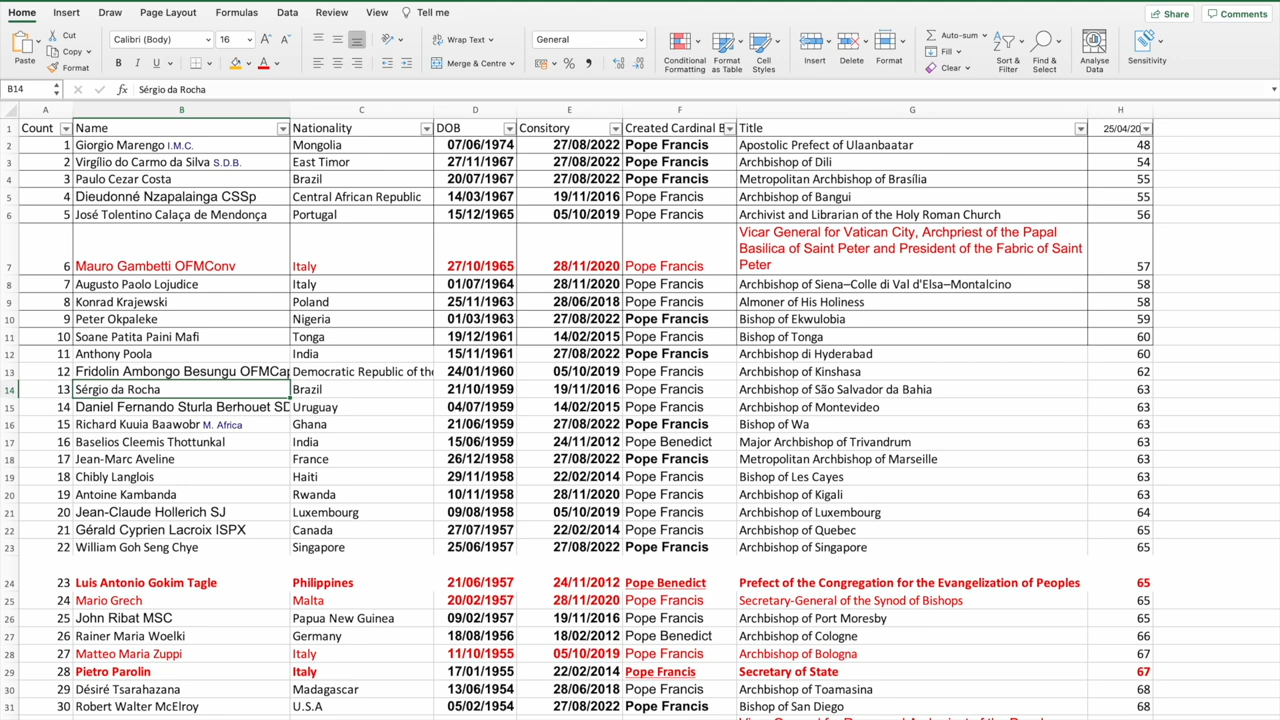 Home Insert Draw Page Layout Formulas Data Review View Tell me Share Comments
Paste Cut Copy Format Calibri (Body) 16 A A B I U A Wrap Text Merge & Centre General % Conditional Formatting Format as Table Cell Styles Insert Delete Format Auto-sum Fill Clear Sort & Filter Find & Select Analyse Data Sensitivity
B14 fx Sérgio da Rocha
A B C D E F G H
1 Count Name Nationality DOB Consitory Created Cardinal B Title 25/04/20
2 1 Giorgio Marengo I.M.C. Mongolia 07/06/1974 27/08/2022 Pope Francis Apostolic Prefect of Ulaanbaatar 48
3 2 Virgílio do Carmo da Silva S.D.B. East Timor 27/11/1967 27/08/2022 Pope Francis Archbishop of Dili 54
4 3 Paulo Cezar Costa Brazil 20/07/1967 27/08/2022 Pope Francis Metropolitan Archbishop of Brasília 55
5 4 Dieudonné Nzapalainga CSSp Central African Republic 14/03/1967 19/11/2016 Pope Francis Archbishop of Bangui 55
6 5 José Tolentino Calaça de Mendonça Portugal 15/12/1965 05/10/2019 Pope Francis Archivist and Librarian of the Holy Roman Church 56
Vicar General for Vatican City, Archpriest of the Papal
Basilica of Saint Peter and President of the Fabric of Saint
7 6 Mauro Gambetti OFMConv Italy 27/10/1965 28/11/2020 Pope Francis Peter 57
8 7 Augusto Paolo Lojudice Italy 01/07/1964 28/11/2020 Pope Francis Archbishop of Siena–Colle di Val d'Elsa–Montalcino 58
9 8 Konrad Krajewski Poland 25/11/1963 28/06/2018 Pope Francis Almoner of His Holiness 58
10 9 Peter Okpaleke Nigeria 01/03/1963 27/08/2022 Pope Francis Bishop of Ekwulobia 59
11 10 Soane Patita Paini Mafi Tonga 19/12/1961 14/02/2015 Pope Francis Bishop of Tonga 60
12 11 Anthony Poola India 15/11/1961 27/08/2022 Pope Francis Archbishop di Hyderabad 60
13 12 Fridolin Ambongo Besungu OFMCap Democratic Republic of the 24/01/1960 05/10/2019 Pope Francis Archbishop of Kinshasa 62
14 13 Sérgio da Rocha Brazil 21/10/1959 19/11/2016 Pope Francis Archbishop of São Salvador da Bahia 63
15 14 Daniel Fernando Sturla Berhouet SD Uruguay 04/07/1959 14/02/2015 Pope Francis Archbishop of Montevideo 63
16 15 Richard Kuuia Baawobr M. Africa Ghana 21/06/1959 27/08/2022 Pope Francis Bishop of Wa 63
17 16 Baselios Cleemis Thottunkal India 15/06/1959 24/11/2012 Pope Benedict Major Archbishop of Trivandrum 63
18 17 Jean-Marc Aveline France 26/12/1958 27/08/2022 Pope Francis Metropolitan Archbishop of Marseille 63
19 18 Chibly Langlois Haiti 29/11/1958 22/02/2014 Pope Francis Bishop of Les Cayes 63
20 19 Antoine Kambanda Rwanda 10/11/1958 28/11/2020 Pope Francis Archbishop of Kigali 63
21 20 Jean-Claude Hollerich SJ Luxembourg 09/08/1958 05/10/2019 Pope Francis Archbishop of Luxembourg 64
22 21 Gérald Cyprien Lacroix ISPX Canada 27/07/1957 22/02/2014 Pope Francis Archbishop of Quebec 65
23 22 William Goh Seng Chye Singapore 25/06/1957 27/08/2022 Pope Francis Archbishop of Singapore 65
24 23 Luis Antonio Gokim Tagle Philippines 21/06/1957 24/11/2012 Pope Benedict Prefect of the Congregation for the Evangelization of Peoples 65
25 24 Mario Grech Malta 20/02/1957 28/11/2020 Pope Francis Secretary-General of the Synod of Bishops 65
26 25 John Ribat MSC Papua New Guinea 09/02/1957 19/11/2016 Pope Francis Archbishop of Port Moresby 65
27 26 Rainer Maria Woelki Germany 18/08/1956 18/02/2012 Pope Benedict Archbishop of Cologne 66
28 27 Matteo Maria Zuppi Italy 11/10/1955 05/10/2019 Pope Francis Archbishop of Bologna 67
29 28 Pietro Parolin Italy 17/01/1955 22/02/2014 Pope Francis Secretary of State 67
30 29 Désiré Tsarahazana Madagascar 13/06/1954 28/06/2018 Pope Francis Archbishop of Toamasina 68
31 30 Robert Walter McElroy U.S.A 05/02/1954 27/08/2022 Pope Francis Bishop of San Diego 68